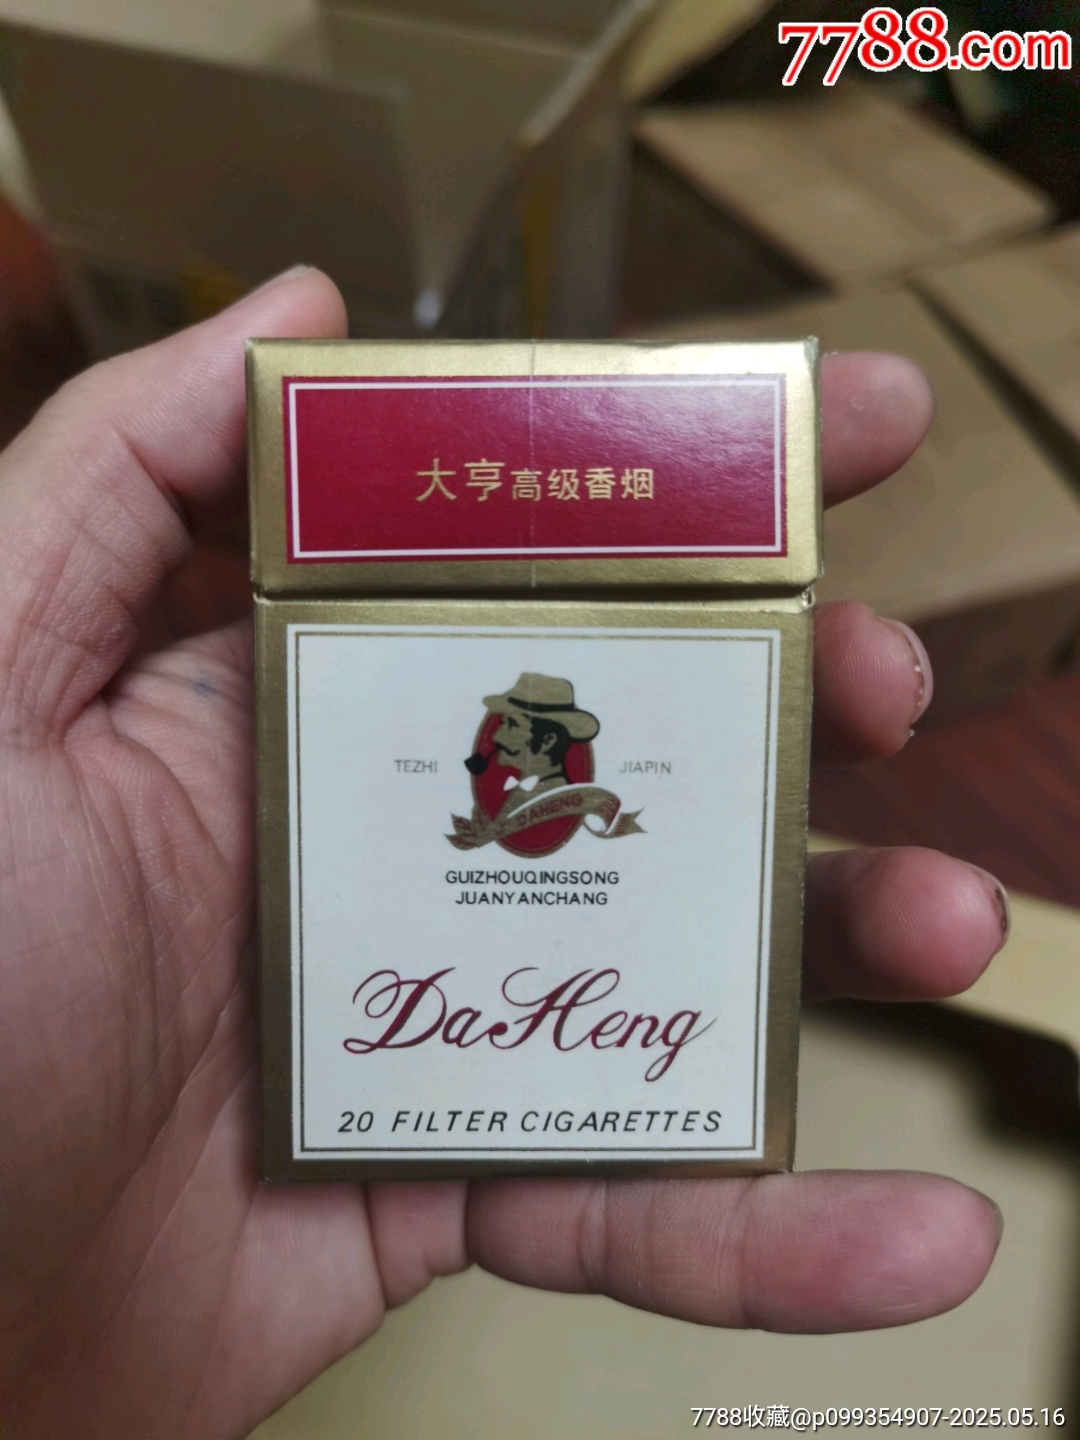 7788.com
大亨高级香烟
TEZHI JIAPIN
DAHENG
GUIZHOUQINGSONG
JUANYANCHANG
DaHeng
20 FILTER CIGARETTES
7788收藏@p099354907-2025.05.16